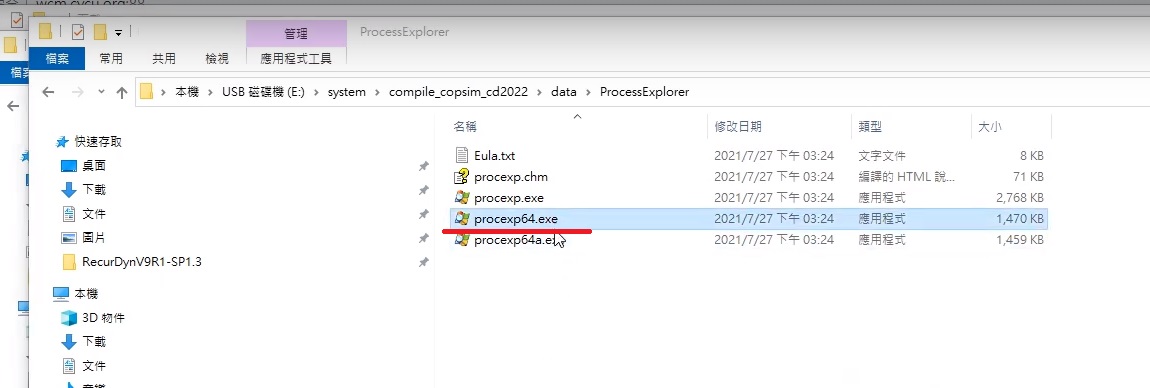 管理
ProcessExplorer
檔案
常用
共用
檢視
應用程式工具
本機 USB 磁碟機 (E:) system compile_copsim_cd2022 data ProcessExplorer
名稱 修改日期 類型 大小
快速存取
桌面
下載
文件
圖片
RecurDynV9R1-SP1.3
本機
3D 物件
下載
文件
Eula.txt 2021/7/27 下午 03:24 文字文件 8 KB
procexp.chm 2021/7/27 下午 03:24 編譯的 HTML 說... 71 KB
procexp.exe 2021/7/27 下午 03:24 應用程式 2,768 KB
procexp64.exe 2021/7/27 下午 03:24 應用程式 1,470 KB
procexp64a.exe 2021/7/27 下午 03:24 應用程式 1,459 KB